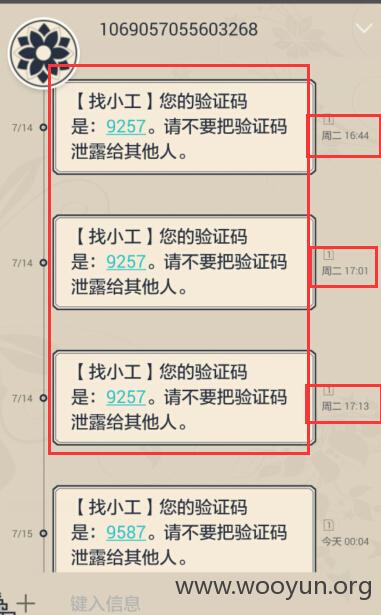 1069057055603268
【找小工】您的验证码
是：9257。请不要把验证码
泄露给其他人。
7/14
1
周二 16:44
【找小工】您的验证码
是：9257。请不要把验证码
泄露给其他人。
7/14
1
周二 17:01
【找小工】您的验证码
是：9257。请不要把验证码
泄露给其他人。
7/14
1
周二 17:13
【找小工】您的验证码
是：9587。请不要把验证码
泄露给其他人。
7/15
1
今天 00:04
键入信息
www.wooyun.org